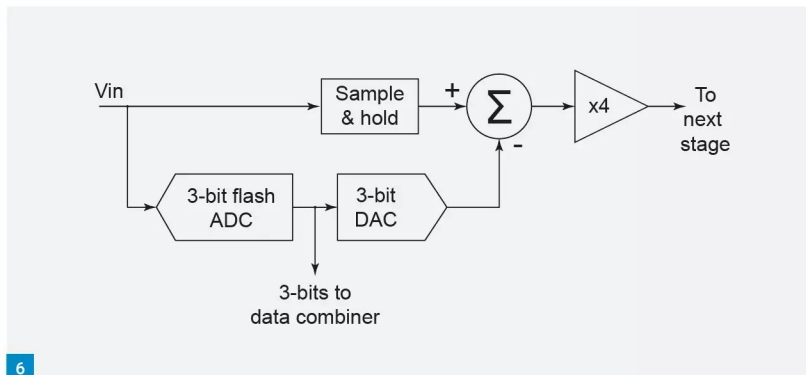 Vin
Sample
& hold
+
Σ
-
x4
To
next
stage
3-bit flash
ADC
3-bit
DAC
3-bits to
data combiner
6